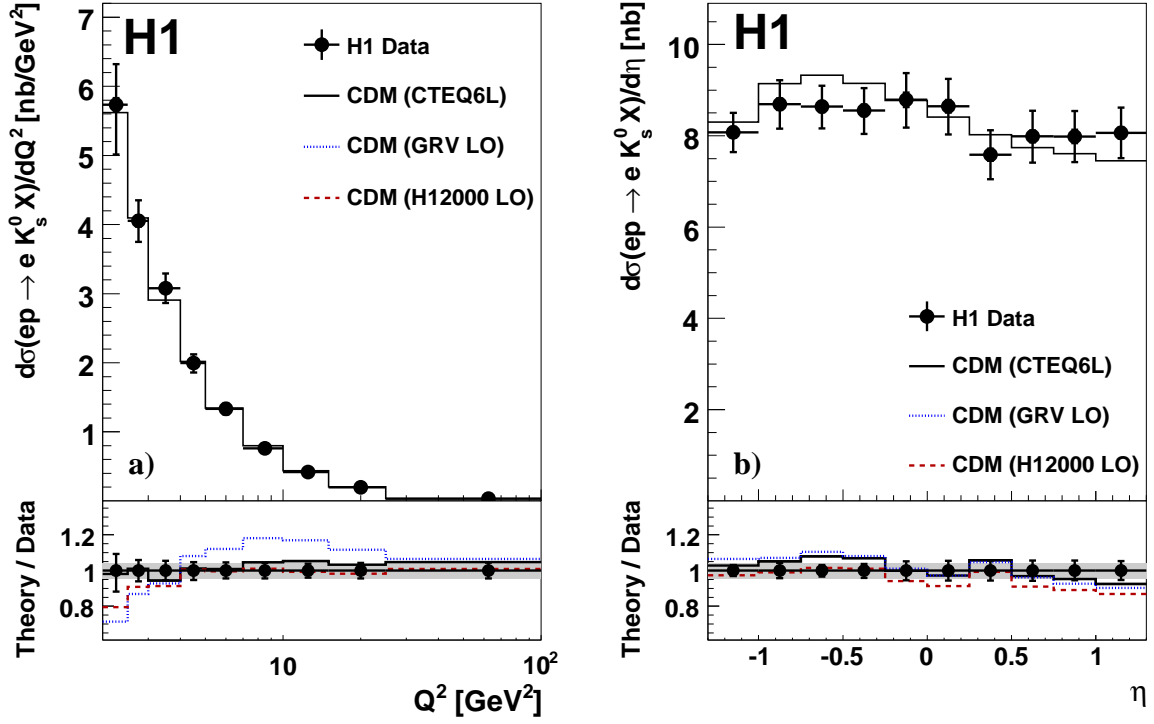 H1
dσ(ep → e K⁰ₛ X)/dQ² [nb/GeV²]
7
6
5
4
3
2
1
H1 Data
CDM (CTEQ6L)
CDM (GRV LO)
CDM (H12000 LO)
a)
Theory / Data
1.2
1
0.8
10
10²
Q² [GeV²]
H1
dσ(ep → e K⁰ₛ X)/dη [nb]
10
8
6
4
2
H1 Data
CDM (CTEQ6L)
CDM (GRV LO)
CDM (H12000 LO)
b)
Theory / Data
1.2
1
0.8
-1 -0.5 0 0.5 1
η